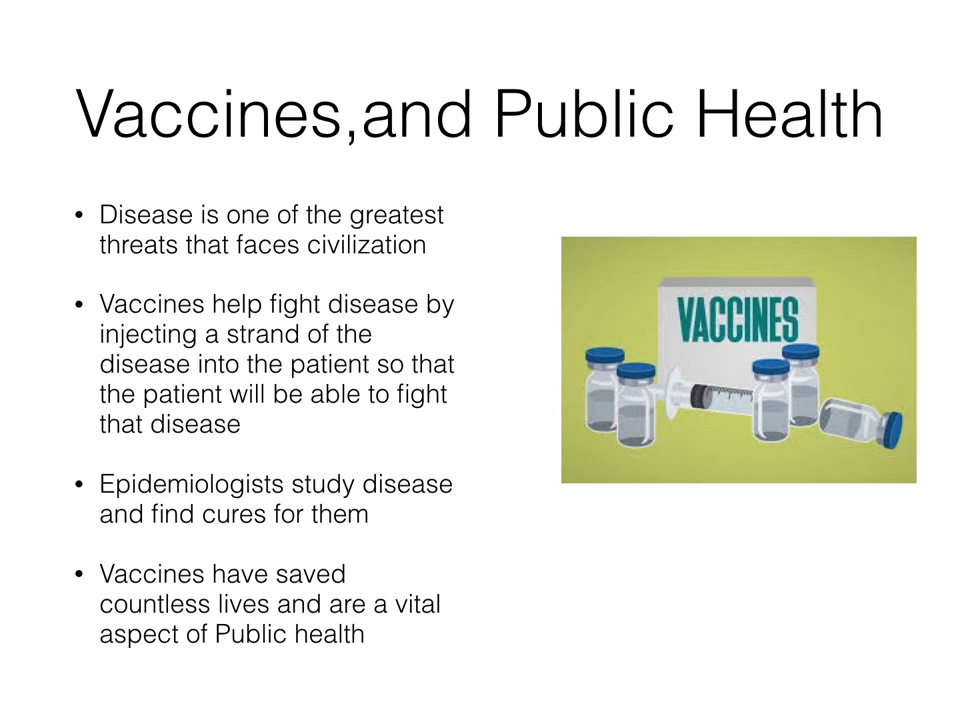 Vaccines,and Public Health
• Disease is one of the greatest
threats that faces civilization
• Vaccines help fight disease by
injecting a strand of the
disease into the patient so that
the patient will be able to fight
that disease
• Epidemiologists study disease
and find cures for them
• Vaccines have saved
countless lives and are a vital
aspect of Public health
VACCINES